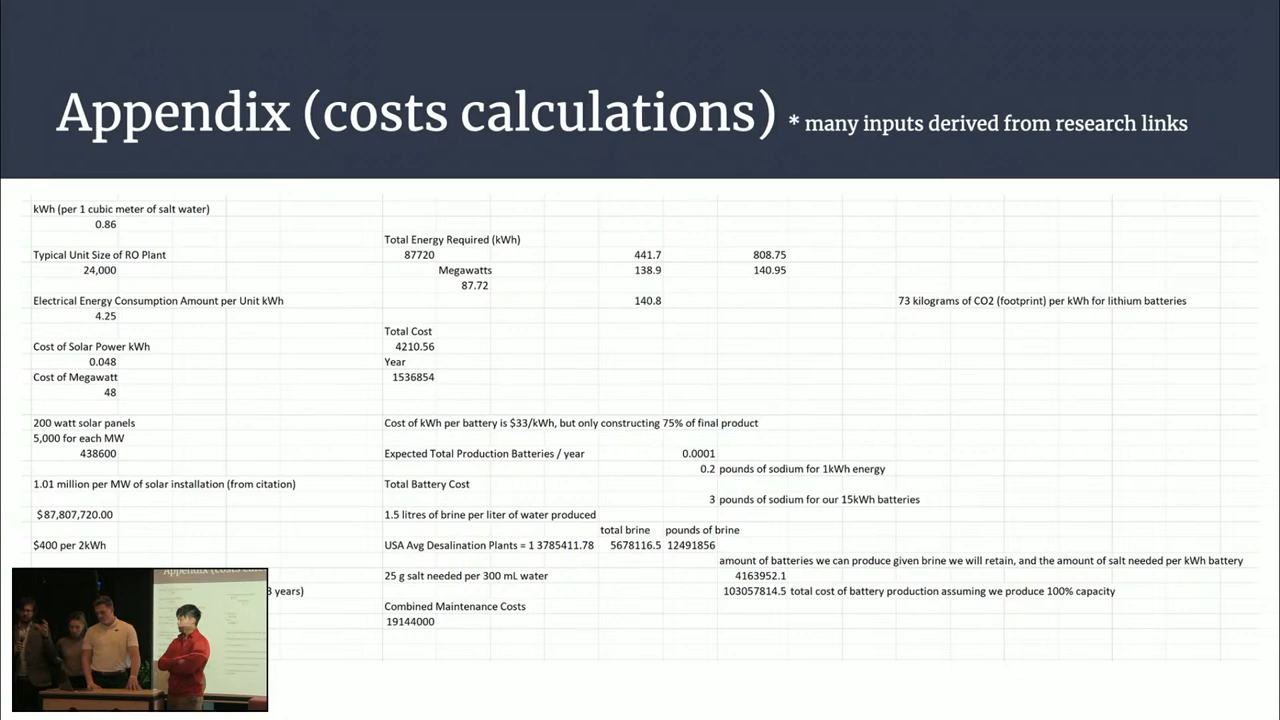 Appendix (costs calculations) * many inputs derived from research links
kWh (per 1 cubic meter of salt water)
0.86
Total Energy Required (kWh)
Typical Unit Size of RO Plant 87720 441.7 808.75
24,000 Megawatts 138.9 140.95
87.72
Electrical Energy Consumption Amount per Unit kWh 140.8 73 kilograms of CO2 (footprint) per kWh for lithium batteries
4.25
Total Cost
Cost of Solar Power kWh 4210.56
0.048 Year
Cost of Megawatt 1536854
48
200 watt solar panels Cost of kWh per battery is $33/kWh, but only constructing 75% of final product
5,000 for each MW
438600 Expected Total Production Batteries / year 0.0001
0.2 pounds of sodium for 1kWh energy
1.01 million per MW of solar installation (from citation) Total Battery Cost
3 pounds of sodium for our 15kWh batteries
$87,807,720.00 1.5 litres of brine per liter of water produced
total brine pounds of brine
$400 per 2kWh USA Avg Desalination Plants = 1 3785411.78 5678116.5 12491856
amount of batteries we can produce given brine we will retain, and the amount of salt needed per kWh battery
25 g salt needed per 300 mL water 4163952.1
3 years) 103057814.5 total cost of battery production assuming we produce 100% capacity
Combined Maintenance Costs
19144000